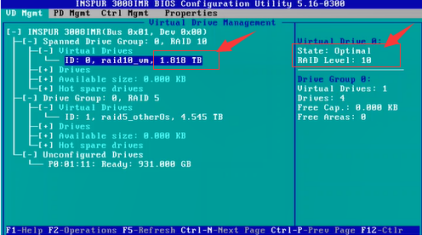 INSPUR 3008IMR BIOS Configuration Utility 5.16-0300
VD Mgmt PD Mgmt Ctrl Mgmt Properties
Virtual Drive Management
[-] INSPUR 3008IMR(Bus 0x01, Dev 0x00)
[-] Spanned Drive Group: 0, RAID 10
[-] Virtual Drives
ID: 0, raid10_vm, 1.818 TB
[+] Drives
[+] Available size: 0.000 KB
[+] Hot spare drives
[-] Drive Group: 0, RAID 5
[-] Virtual Drives
ID: 1, raid5_otherOs, 4.545 TB
[+] Drives
[+] Available size: 0.000 KB
[+] Hot spare drives
[-] Unconfigured Drives
P0:01:11: Ready: 931.000 GB
Virtual Drive 0:
State: Optimal
RAID Level: 10
Drive Group 0:
Virtual Drives: 1
Drives: 4
Free Cap.: 0.000 KB
Free Areas: 0
F1-Help F2-Operations F5-Refresh Ctrl-N-Next Page Ctrl-P-Prev Page F12-Ctlr